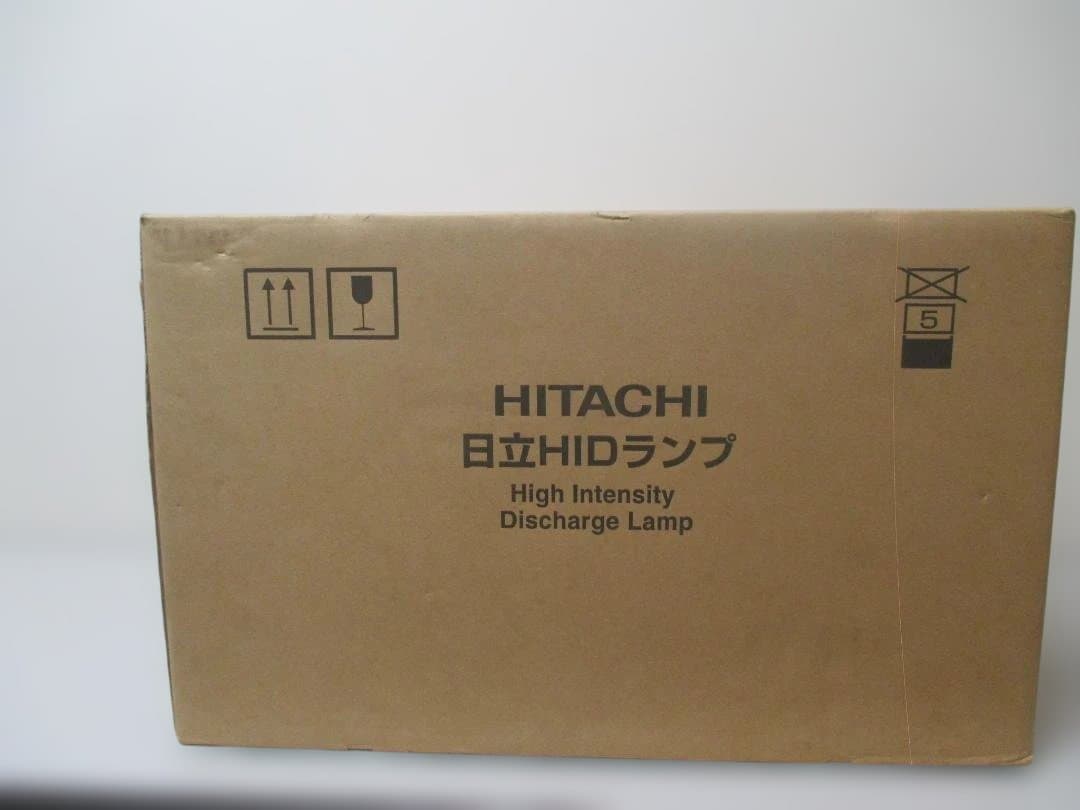 5
HITACHI
日立HIDランプ
High Intensity
Discharge Lamp